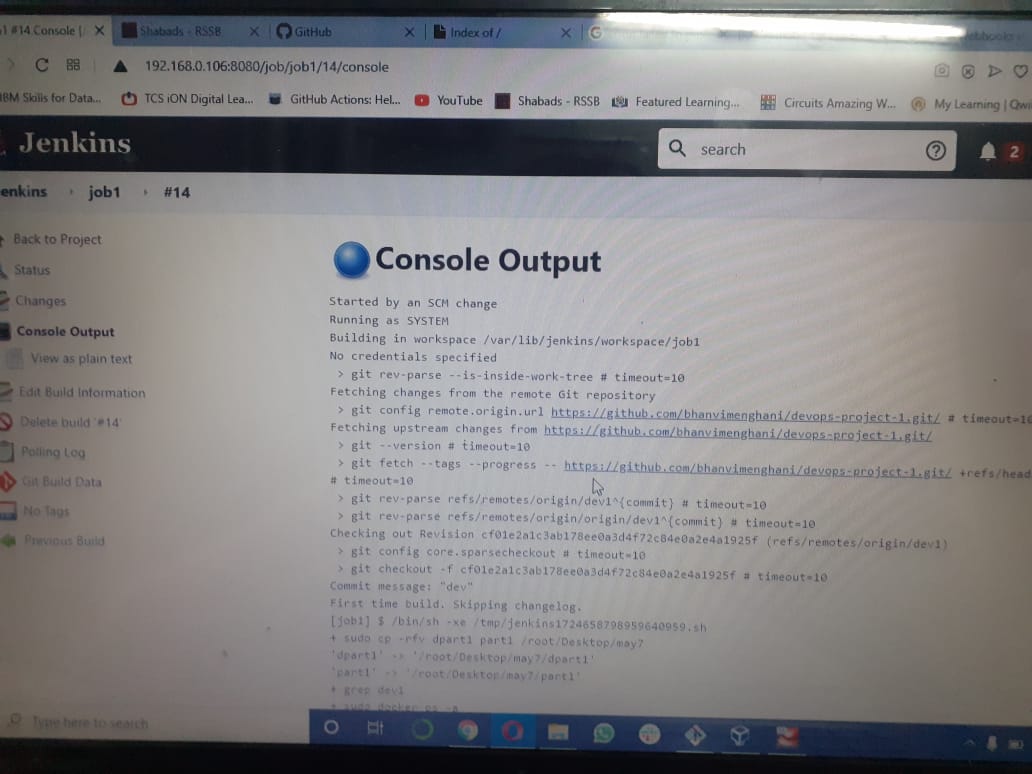 #14 Console
Shabads - RSSB
GitHub
Index of /
192.168.0.106:8080/job/job1/14/console
IBM Skills for Data...
TCS iON Digital Lea...
GitHub Actions: Hel...
YouTube
Shabads - RSSB
Featured Learning...
Circuits Amazing W...
My Learning | Qwi
Jenkins
search
2
enkins
job1
#14
Back to Project
Status
Changes
Console Output
View as plain text
Edit Build Information
Delete build '#14'
Polling Log
Git Build Data
No Tags
Previous Build
Console Output
Started by an SCM change
Running as SYSTEM
Building in workspace /var/lib/jenkins/workspace/job1
No credentials specified
> git rev-parse --is-inside-work-tree # timeout=10
Fetching changes from the remote Git repository
> git config remote.origin.url https://github.com/bhanvimenghani/devops-project-1.git/ # timeout=10
Fetching upstream changes from https://github.com/bhanvimenghani/devops-project-1.git/
> git --version # timeout=10
> git fetch --tags --progress -- https://github.com/bhanvimenghani/devops-project-1.git/ +refs/head
# timeout=10
> git rev-parse refs/remotes/origin/dev1^{commit} # timeout=10
> git rev-parse refs/remotes/origin/origin/dev1^{commit} # timeout=10
Checking out Revision cf01e2a1c3ab178ee0a3d4f72c84e0a2e4a1925f (refs/remotes/origin/dev1)
> git config core.sparsecheckout # timeout=10
> git checkout -f cf01e2a1c3ab178ee0a3d4f72c84e0a2e4a1925f # timeout=10
Commit message: "dev"
First time build. Skipping changelog.
[job1] $ /bin/sh -xe /tmp/jenkins1724658798959640959.sh
+ sudo cp -rfv dpart1 part1 /root/Desktop/may7
'dpart1' -> '/root/Desktop/may7/dpart1'
'part1' -> '/root/Desktop/may7/part1'
+ grep dev1
+ sudo docker ps -a
Type here to search